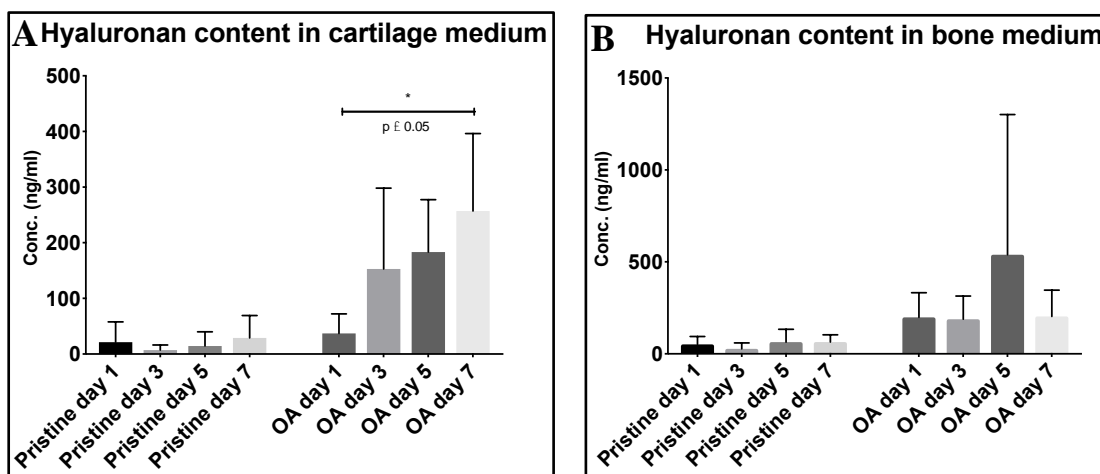 A Hyaluronan content in cartilage medium
500
400
300
200
100
0
Conc. (ng/ml)
*
p £ 0.05
Pristine day 1
Pristine day 3
Pristine day 5
Pristine day 7
OA day 1
OA day 3
OA day 5
OA day 7
B Hyaluronan content in bone medium
1500
1000
500
0
Conc. (ng/ml)
Pristine day 1
Pristine day 3
Pristine day 5
Pristine day 7
OA day 1
OA day 3
OA day 5
OA day 7